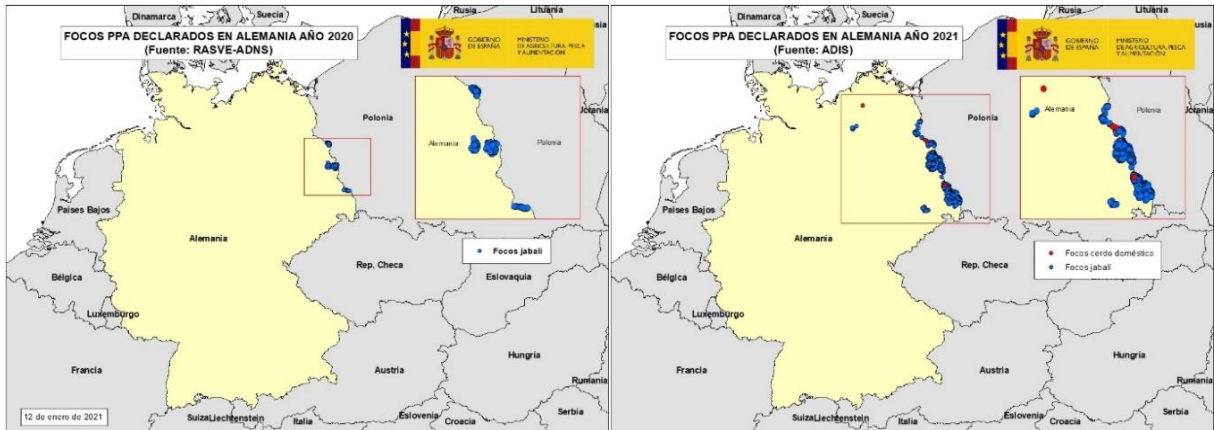 Dinamarca
Suecia
Rusia
Lituania
FOCOS PPA DECLARADOS EN ALEMANIA AÑO 2020
(Fuente: RASVE-ADNS)
GOBIERNO
DE ESPAÑA
MINISTERIO
DE AGRICULTURA, PESCA
Y ALIMENTACIÓN
Polonia
Alemania
Polonia
Ucrania
Paises Bajos
Alemania
Focos jabalí
Bélgica
Rep. Checa
Eslovaquia
Luxemburgo
Francia
Austria
Hungría
Rumania
12 de enero de 2021
Suiza
Liechtenstein
Italia
Eslovenia
Croacia
Serbia
Dinamarca
Suecia
Rusia
Lituania
FOCOS PPA DECLARADOS EN ALEMANIA AÑO 2021
(Fuente: ADIS)
GOBIERNO
DE ESPAÑA
MINISTERIO
DE AGRICULTURA, PESCA
Y ALIMENTACIÓN
Polonia
Alemania
Polonia
Ucrania
Paises Bajos
Alemania
Focos cerdo doméstico
Focos jabalí
Bélgica
Rep. Checa
Eslovaquia
Luxemburgo
Francia
Austria
Hungría
Rumania
Suiza
Liechtenstein
Italia
Eslovenia
Croacia
Serbia